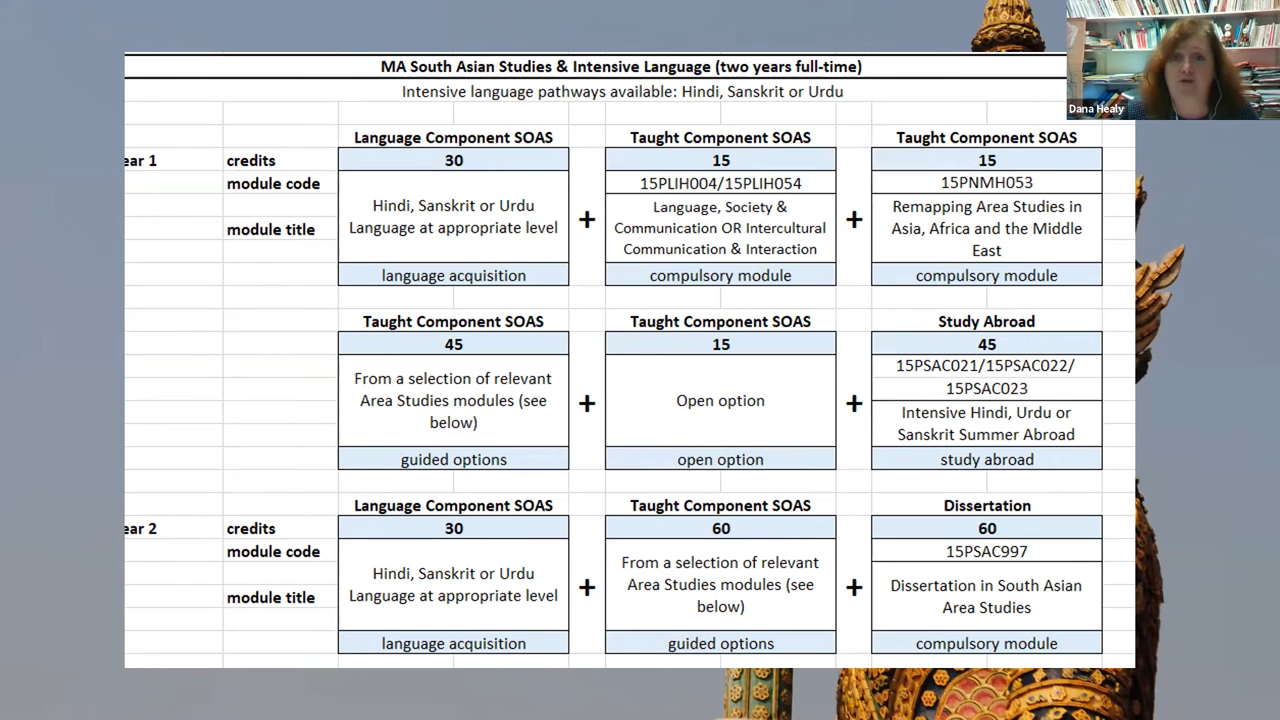 MA South Asian Studies & Intensive Language (two years full-time)
Intensive language pathways available: Hindi, Sanskrit or Urdu
Dana Healy
Language Component SOAS
Taught Component SOAS
Taught Component SOAS
ear 1
credits
30
15
15
module code
15PLIH004/15PLIH054
15PNMH053
module title
Hindi, Sanskrit or Urdu
Language at appropriate level
+
Language, Society &
Communication OR Intercultural
Communication & Interaction
+
Remapping Area Studies in
Asia, Africa and the Middle
East
language acquisition
compulsory module
compulsory module
Taught Component SOAS
Taught Component SOAS
Study Abroad
45
15
45
From a selection of relevant
Area Studies modules (see
below)
+
Open option
+
15PSAC021/15PSAC022/
15PSAC023
Intensive Hindi, Urdu or
Sanskrit Summer Abroad
guided options
open option
study abroad
Language Component SOAS
Taught Component SOAS
Dissertation
ear 2
credits
30
60
60
module code
15PSAC997
module title
Hindi, Sanskrit or Urdu
Language at appropriate level
+
From a selection of relevant
Area Studies modules (see
below)
+
Dissertation in South Asian
Area Studies
language acquisition
guided options
compulsory module